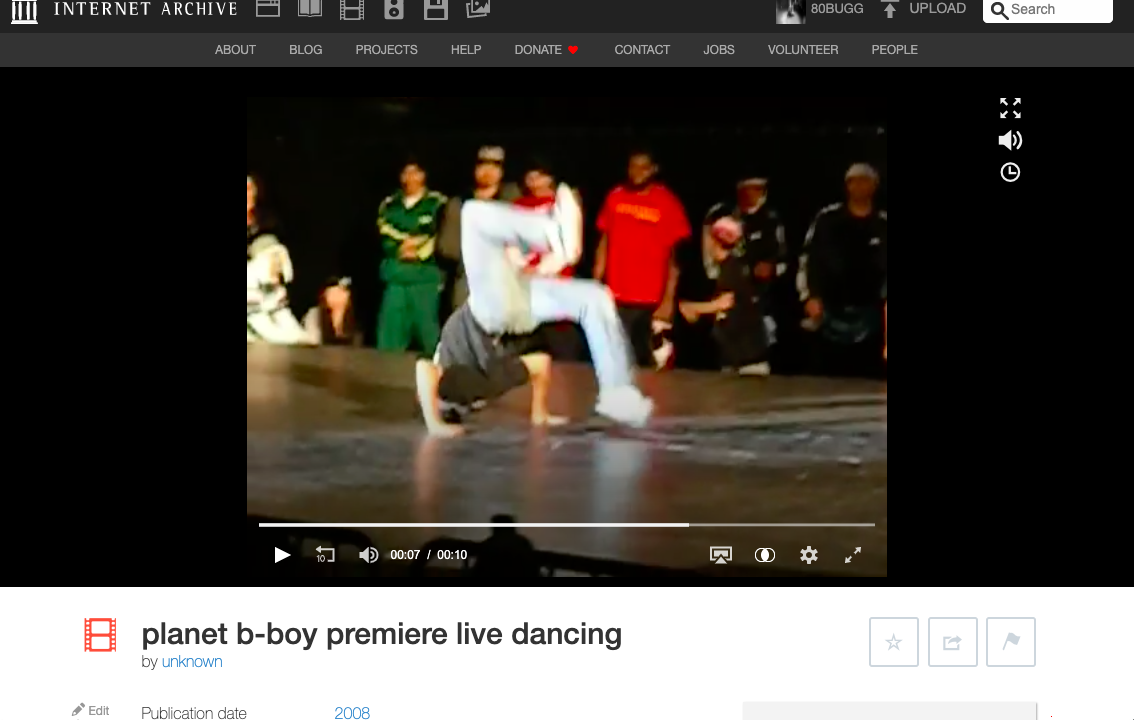 INTERNET ARCHIVE
80BUGG
UPLOAD
Search
ABOUT
BLOG
PROJECTS
HELP
DONATE
CONTACT
JOBS
VOLUNTEER
PEOPLE
10
00:07 / 00:10
planet b-boy premiere live dancing
by unknown
Edit
Publication date
2008